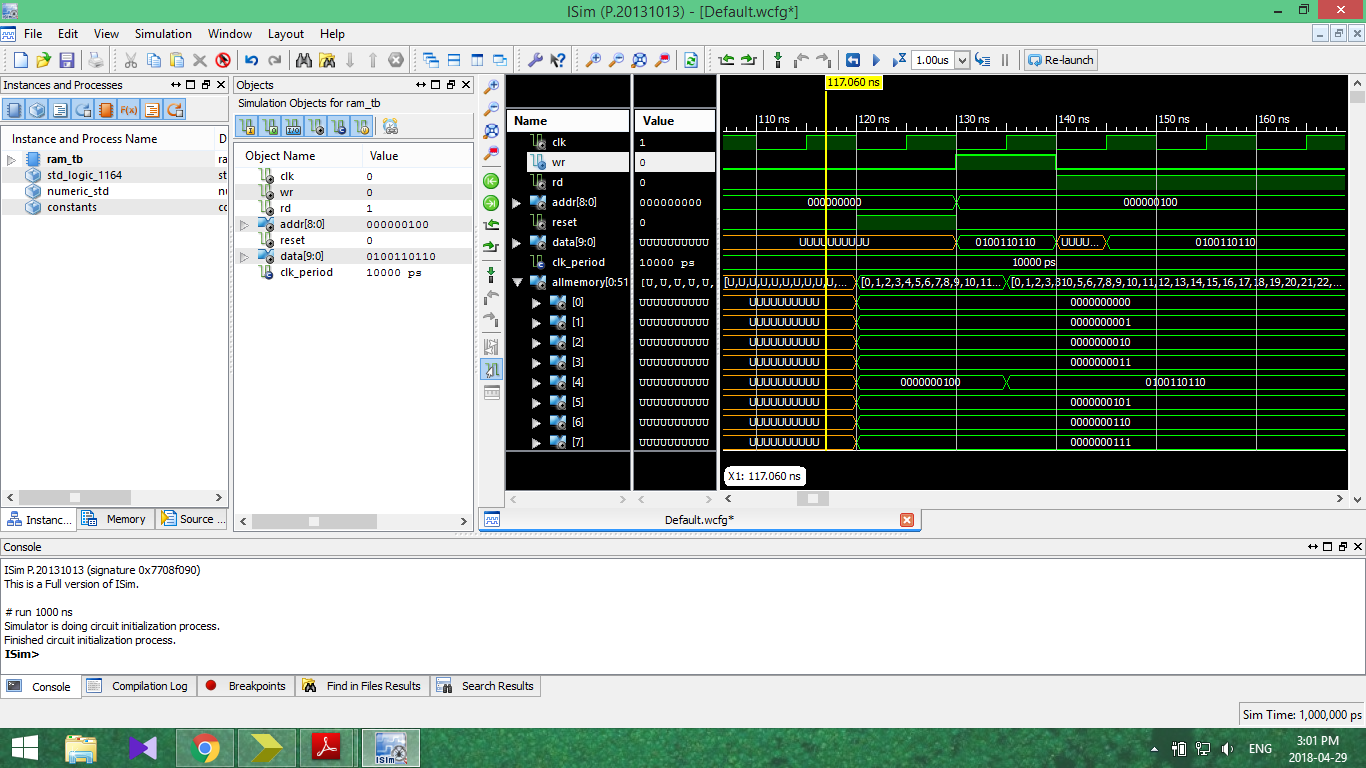 ISim (P.20131013) - [Default.wcfg*]
File Edit View Simulation Window Layout Help
1.00us Re-launch
Instances and Processes
Instance and Process Name D
ram_tb ra
std_logic_1164 st
numeric_std nu
constants cc
Instanc... Memory Source ...
Objects
Simulation Objects for ram_tb
Object Name Value
clk 0
wr 0
rd 1
addr[8:0] 000000100
reset 0
data[9:0] 0100110110
clk_period 10000 ps
Name Value
clk 1
wr 0
rd 0
addr[8:0] 000000000
reset 0
data[9:0] UUUUUUUUUU
clk_period 10000 ps
allmemory[0:51 [U,U,U,U,U,
[0] UUUUUUUUUU
[1] UUUUUUUUUU
[2] UUUUUUUUUU
[3] UUUUUUUUUU
[4] UUUUUUUUUU
[5] UUUUUUUUUU
[6] UUUUUUUUUU
[7] UUUUUUUUUU
117.060 ns
110 ns 120 ns 130 ns 140 ns 150 ns 160 ns
000000000 000000100
UUUUUUUUUU 0100110110 UUUU... 0100110110
10000 ps
[U,U,U,U,U,U,U,U,U,U,... [0,1,2,3,4,5,6,7,8,9,10,11... [0,1,2,3,310,5,6,7,8,9,10,11,12,13,14,15,16,17,18,19,20,21,22,...
UUUUUUUUUU 0000000000
UUUUUUUUUU 0000000001
UUUUUUUUUU 0000000010
UUUUUUUUUU 0000000011
UUUUUUUUUU 0000000100 0100110110
UUUUUUUUUU 0000000101
UUUUUUUUUU 0000000110
UUUUUUUUUU 0000000111
X1: 117.060 ns
Default.wcfg*
Console
ISim P.20131013 (signature 0x7708f090)
This is a Full version of ISim.
# run 1000 ns
Simulator is doing circuit initialization process.
Finished circuit initialization process.
ISim>
Console Compilation Log Breakpoints Find in Files Results Search Results
Sim Time: 1,000,000 ps
ISim ENG 3:01 PM
2018-04-29